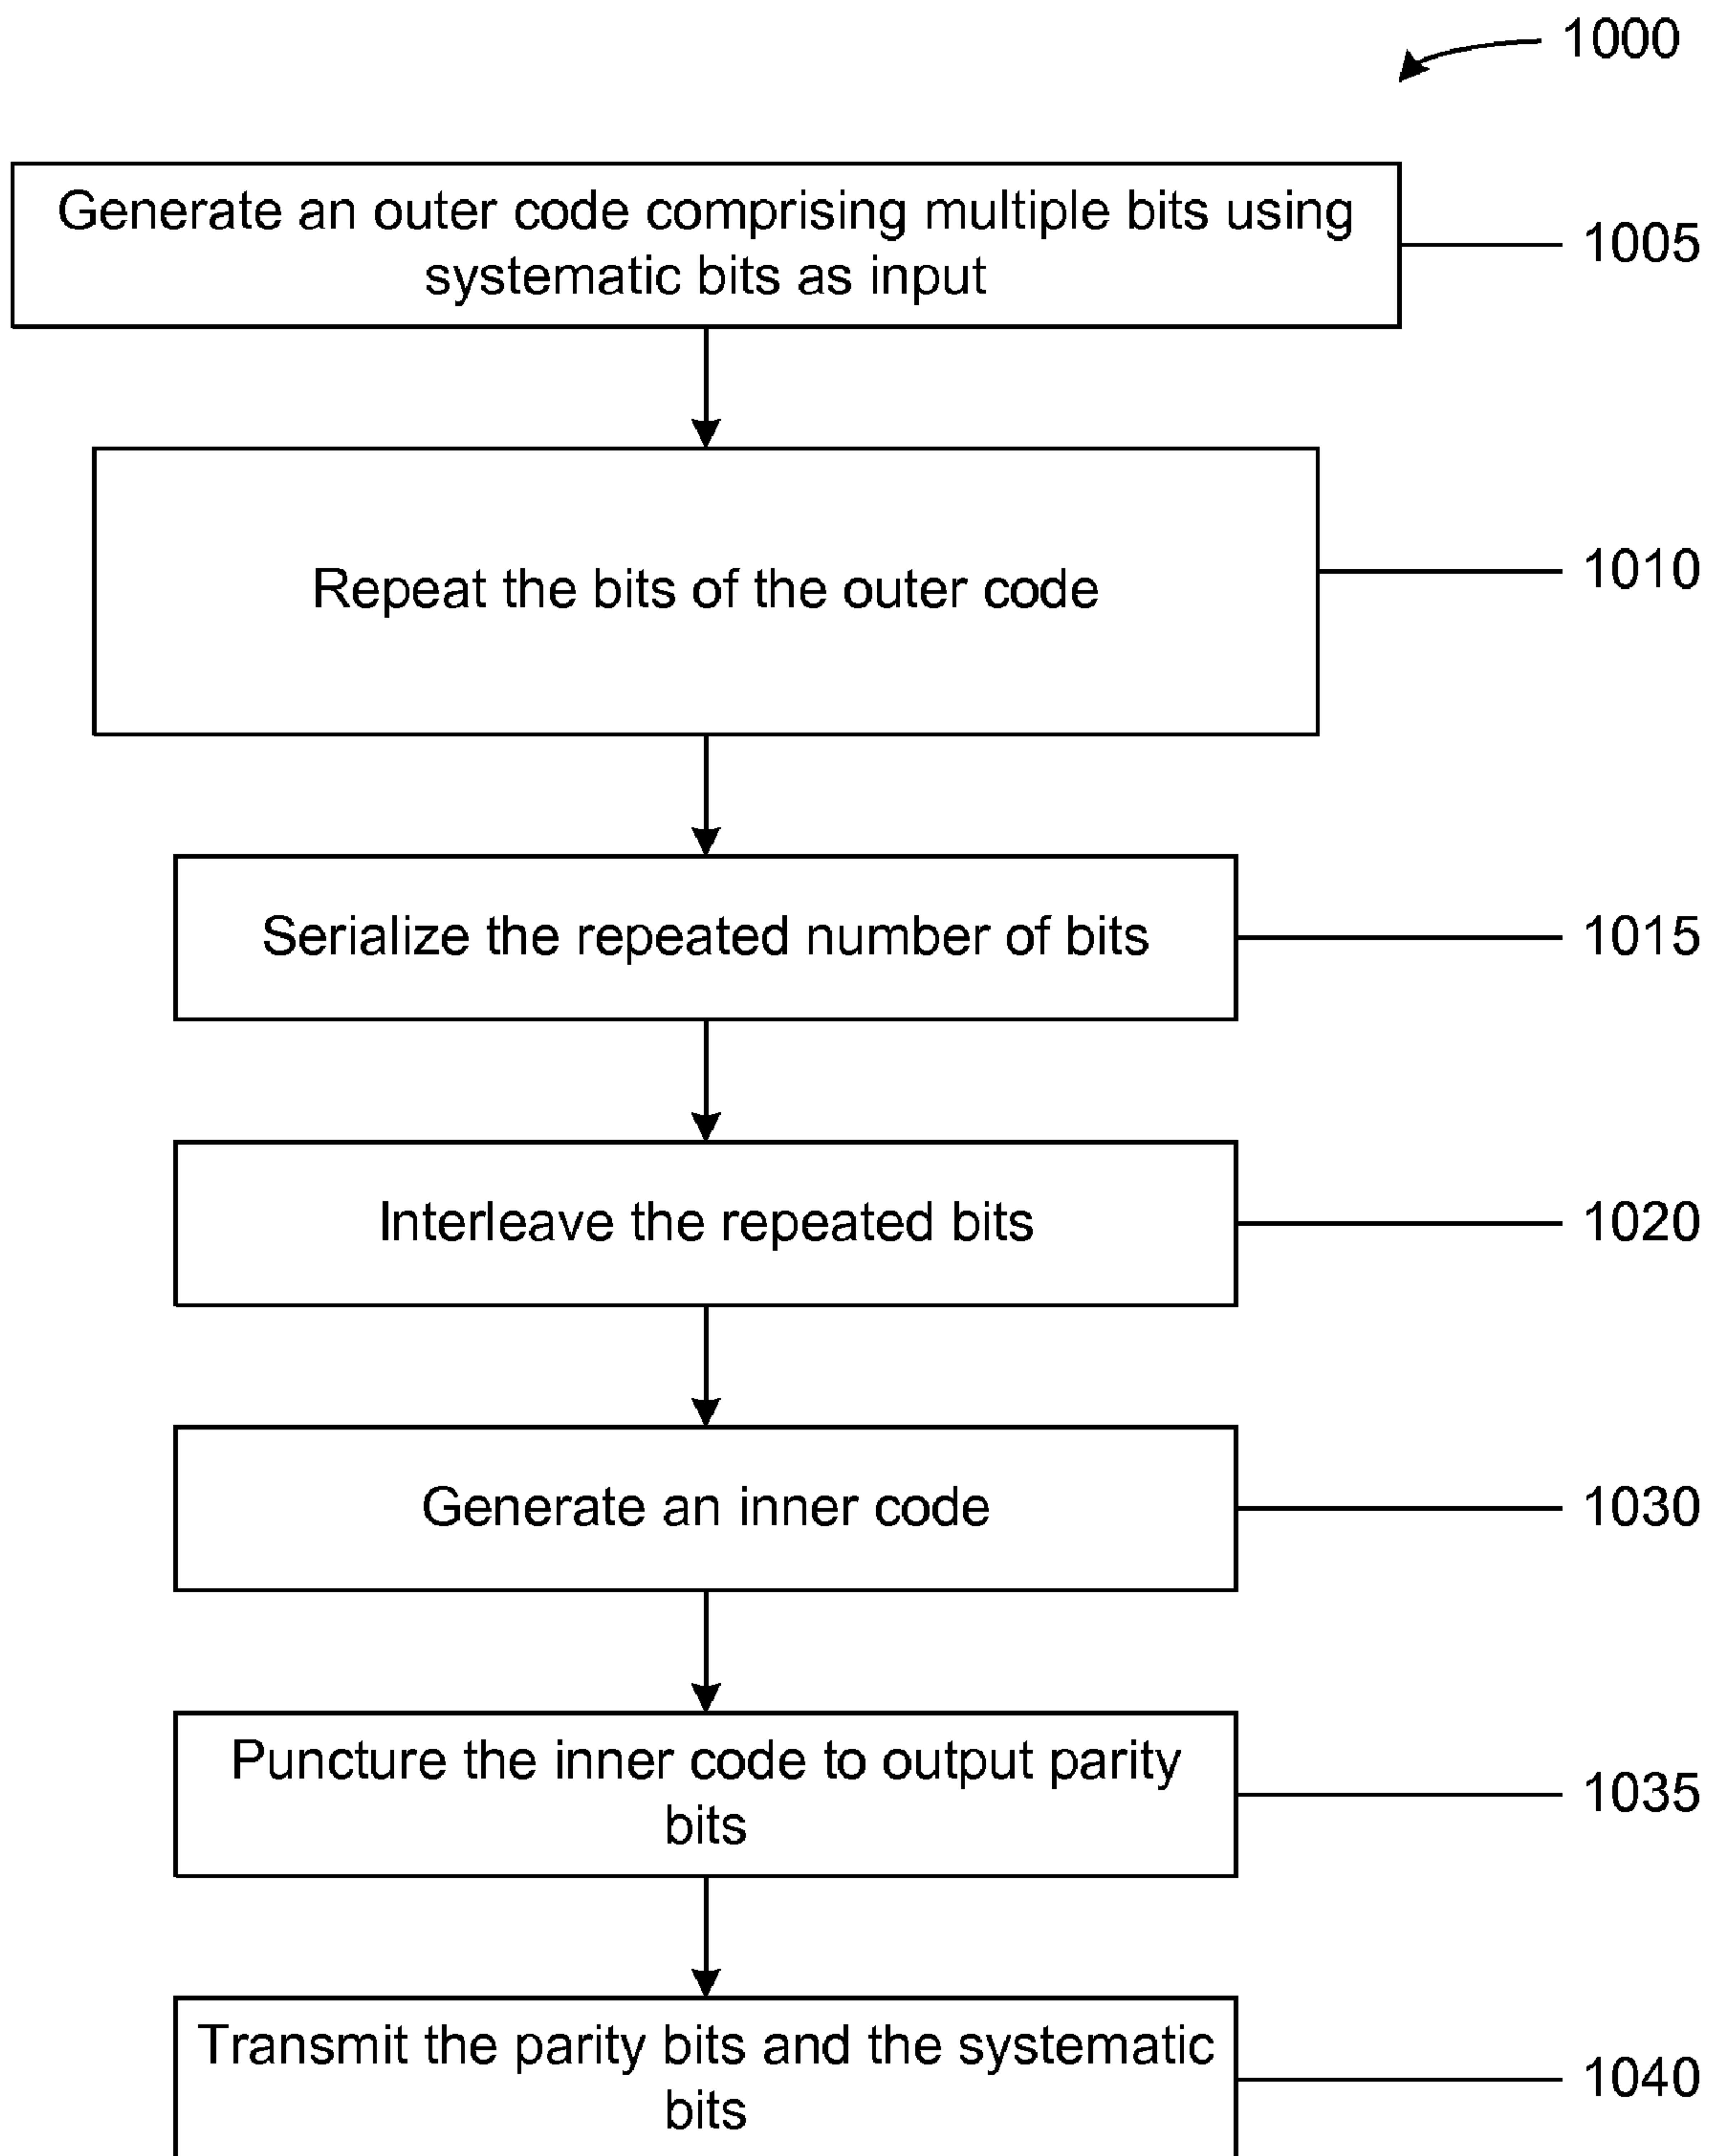 1000
Generate an outer code comprising multiple bits using
systematic bits as input
1005
Repeat the bits of the outer code
1010
Serialize the repeated number of bits
1015
Interleave the repeated bits
1020
Generate an inner code
1030
Puncture the inner code to output parity
bits
1035
Transmit the parity bits and the systematic
bits
1040